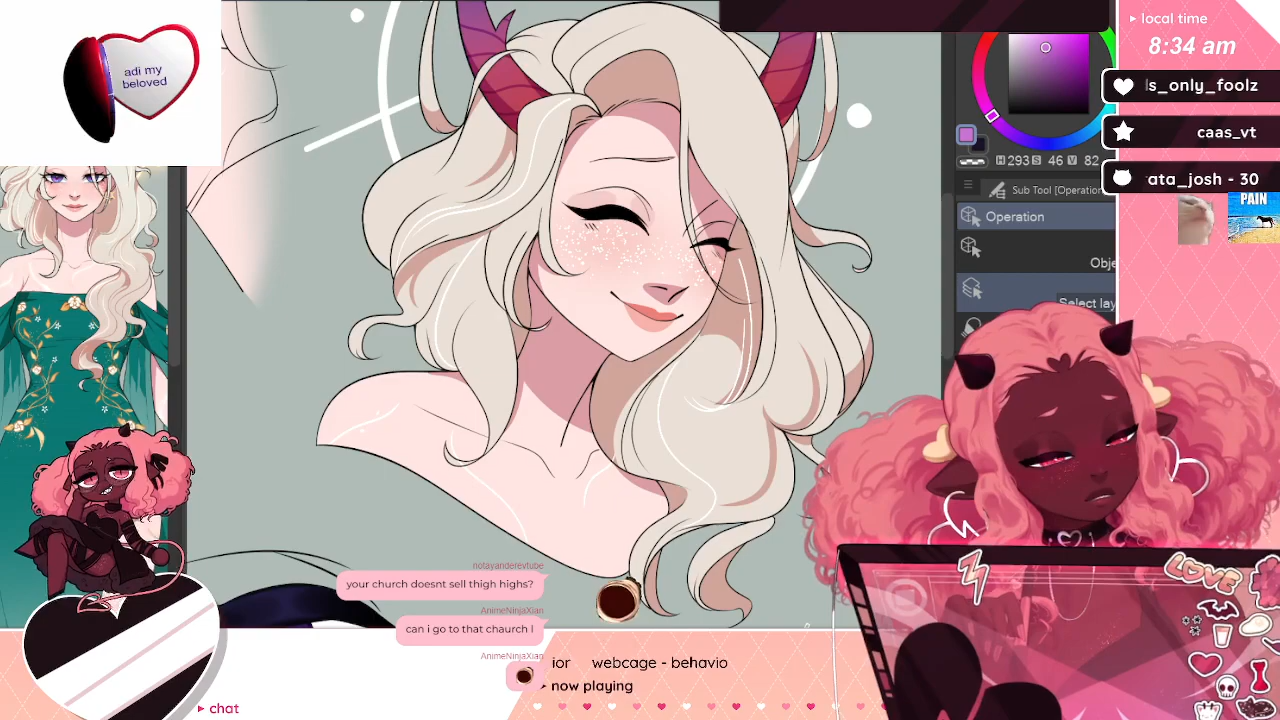 adi my
beloved
local time
8:34 am
ls_only_foolz
caas_vt
ata_josh - 30
PAIN
H 293 S 46 V 82
Sub Tool [Operation
Operation
Obje
Select lay
LOVE
notayanderevtube
your church doesnt sell thigh highs?
AnimeNinjaXian
can i go to that chaurch l
AnimeNinjaXian
ior webcage - behavio
now playing
chat